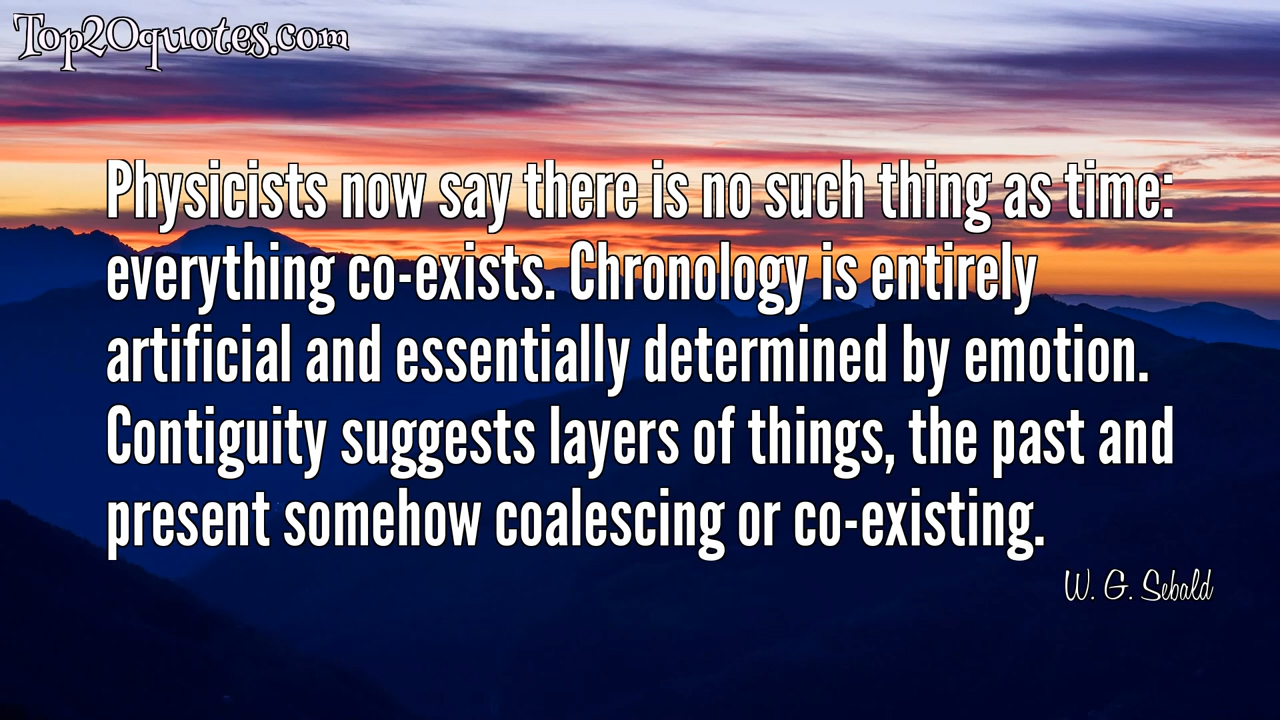 Top20quotes.com
Physicists now say there is no such thing as time:
everything co-exists. Chronology is entirely
artificial and essentially determined by emotion.
Contiguity suggests layers of things, the past and
present somehow coalescing or co-existing.
W. G. Sebald